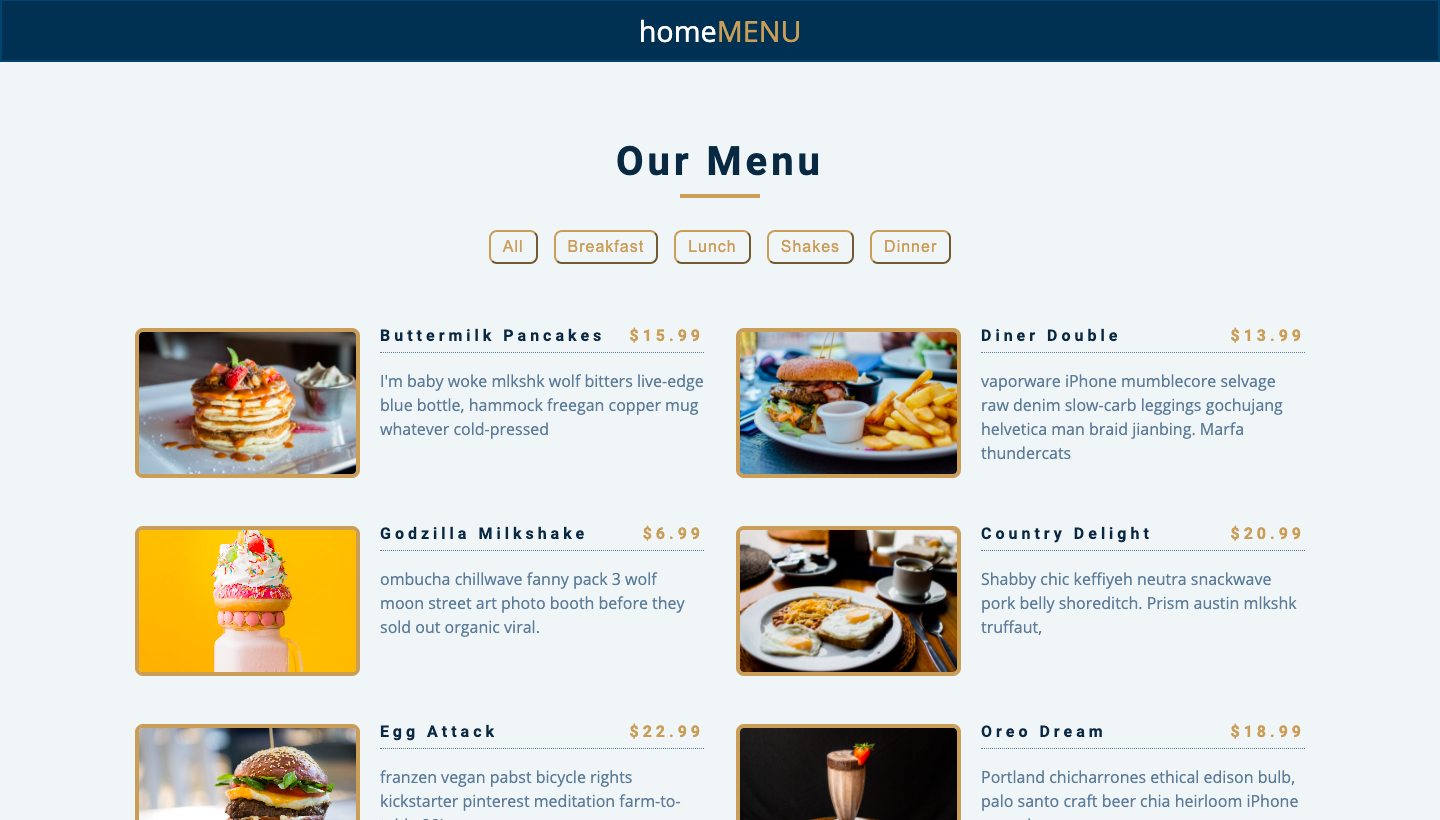 homeMENU
Our Menu
All Breakfast Lunch Shakes Dinner
Buttermilk Pancakes $15.99
I'm baby woke mlkshk wolf bitters live-edge
blue bottle, hammock freegan copper mug
whatever cold-pressed
Diner Double $13.99
vaporware iPhone mumblecore selvage
raw denim slow-carb leggings gochujang
helvetica man braid jianbing. Marfa
thundercats
Godzilla Milkshake $6.99
ombucha chillwave fanny pack 3 wolf
moon street art photo booth before they
sold out organic viral.
Country Delight $20.99
Shabby chic keffiyeh neutra snackwave
pork belly shoreditch. Prism austin mlkshk
truffaut,
Egg Attack $22.99
franzen vegan pabst bicycle rights
kickstarter pinterest meditation farm-to-
Oreo Dream $18.99
Portland chicharrones ethical edison bulb,
palo santo craft beer chia heirloom iPhone